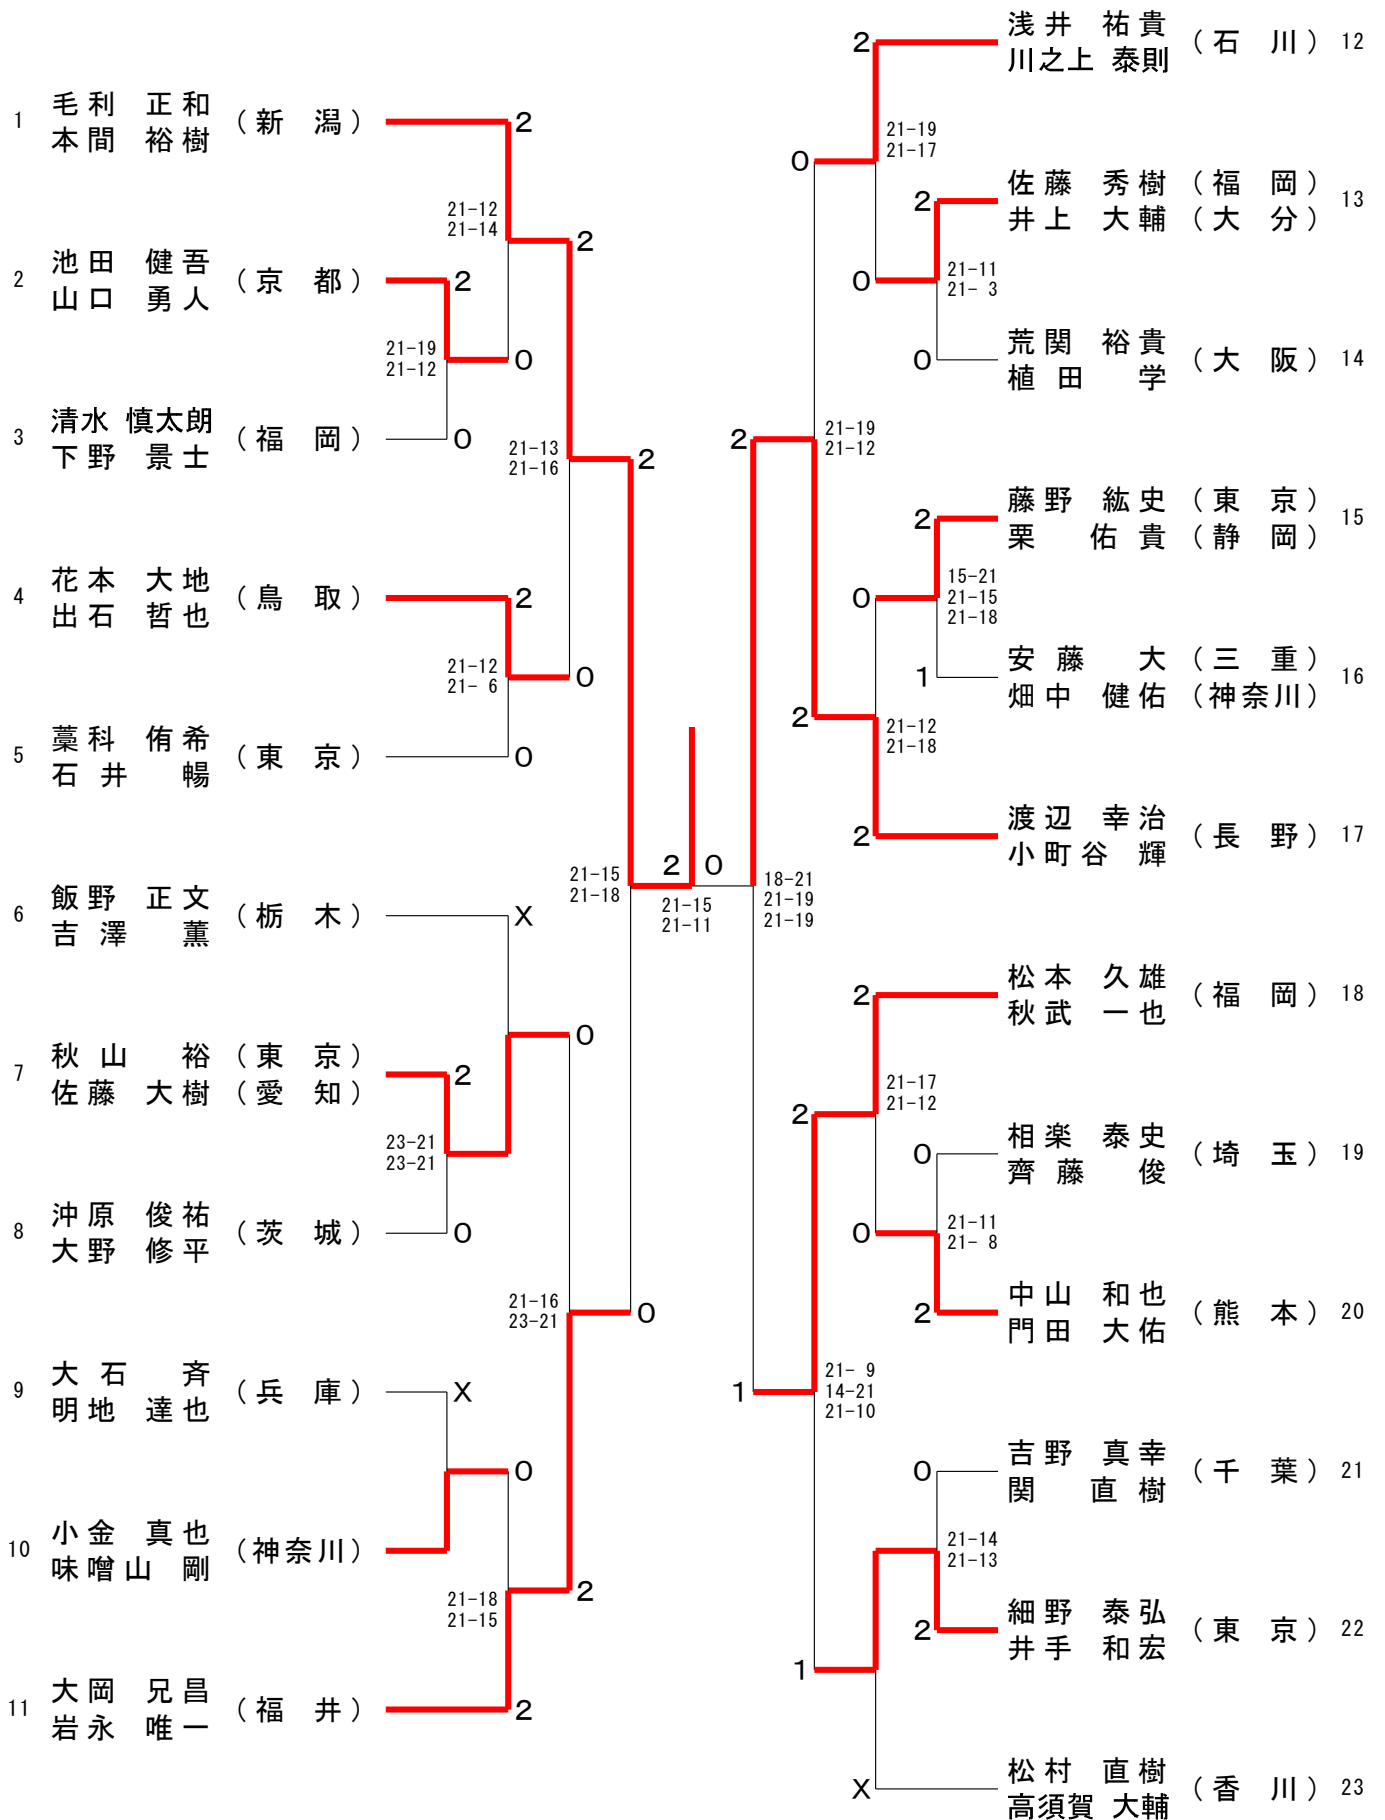 1 毛利 正和 (新 潟) 2
本間 裕樹
21-12
21-14
2
2 池田 健吾 (京 都) 2
山口 勇人
21-19
21-12
0
3 清水 慎太朗 (福 岡) 0
下野 景士
21-13
21-16
2
4 花本 大地 (鳥 取) 2
出石 哲也
21-12
21- 6
0
5 藁科 侑希 (東 京) 0
石井 暢
21-15
21-18
6 飯野 正文 (栃 木) X
吉澤 薫
0
7 秋山 裕 (東 京) 2
佐藤 大樹 (愛 知)
23-21
23-21
8 沖原 俊祐 (茨 城) 0
大野 修平
21-16
23-21
0
9 大石 斉 (兵 庫) X
明地 達也
0
10 小金 真也 (神奈川)
味噌山 剛
21-18
21-15
2
11 大岡 兄昌 (福 井) 2
岩永 唯一
2 0
21-15
21-11
2 浅井 祐貴 (石 川) 12
川之上 泰則
21-19
21-17
0
2 佐藤 秀樹 (福 岡) 13
井上 大輔 (大 分)
0
21-11
21- 3
0 荒関 裕貴 (大 阪) 14
植田 学
2
21-19
21-12
2 藤野 紘史 (東 京) 15
栗 佑貴 (静 岡)
0
15-21
21-15
21-18
1 安藤 大 (三 重) 16
畑中 健佑 (神奈川)
2
21-12
21-18
2 渡辺 幸治 (長 野) 17
小町谷 輝
18-21
21-19
21-19
2 松本 久雄 (福 岡) 18
秋武 一也
21-17
21-12
2
0 相楽 泰史 (埼 玉) 19
齊藤 俊
0
21-11
21- 8
2 中山 和也 (熊 本) 20
門田 大佑
1
21- 9
14-21
21-10
0 吉野 真幸 (千 葉) 21
関 直樹
21-14
21-13
2 細野 泰弘 (東 京) 22
井手 和宏
1
X 松村 直樹 (香 川) 23
高須賀 大輔